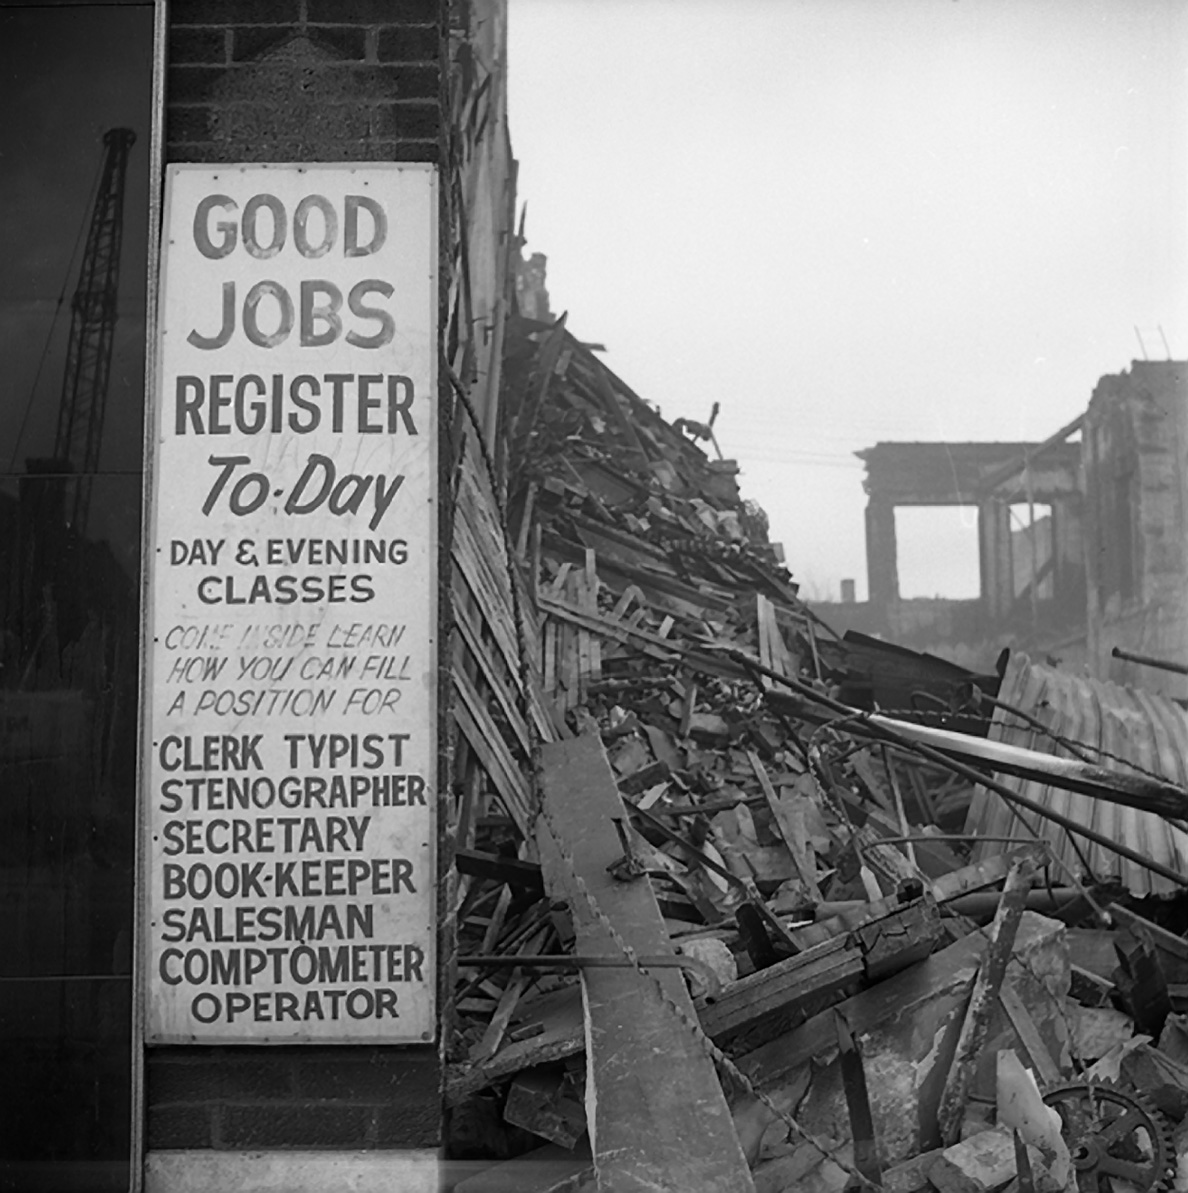 GOOD
JOBS
REGISTER
To-Day
DAY & EVENING
CLASSES
COME INSIDE LEARN
HOW YOU CAN FILL
A POSITION FOR
CLERK TYPIST
STENOGRAPHER
SECRETARY
BOOK-KEEPER
SALESMAN
COMPTOMETER
OPERATOR